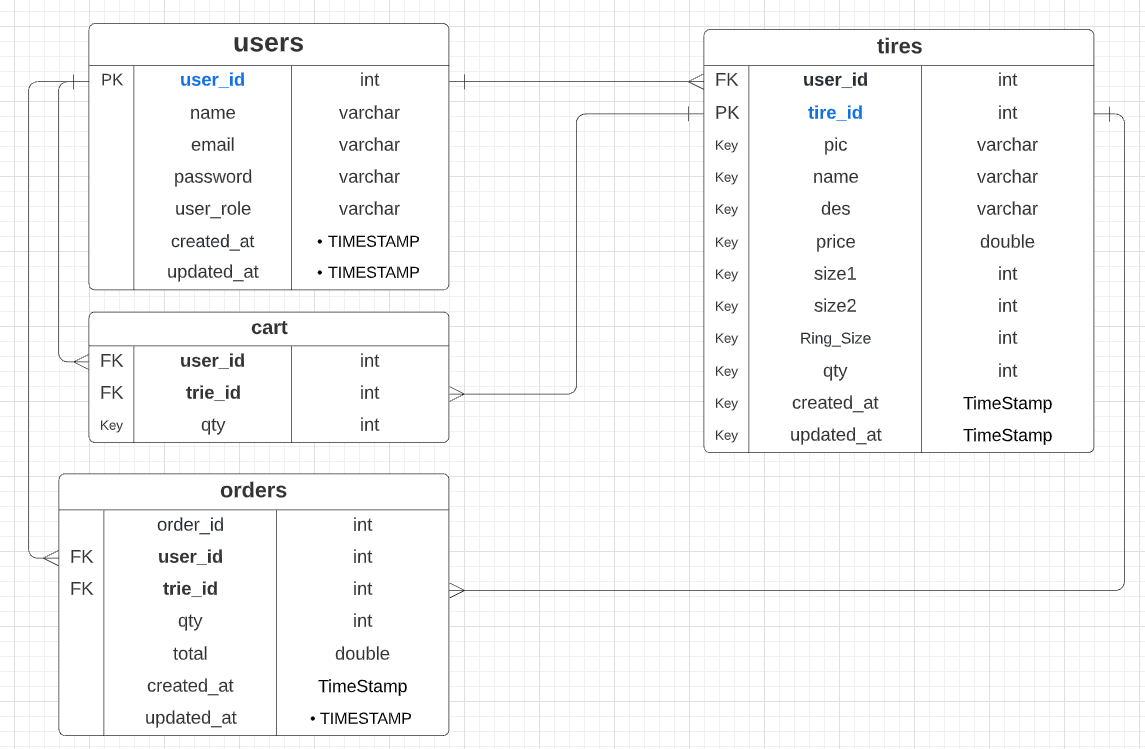 users
PK user_id int
name varchar
email varchar
password varchar
user_role varchar
created_at • TIMESTAMP
updated_at • TIMESTAMP
cart
FK user_id int
FK trie_id int
Key qty int
orders
order_id int
FK user_id int
FK trie_id int
qty int
total double
created_at TimeStamp
updated_at • TIMESTAMP
tires
FK user_id int
PK tire_id int
Key pic varchar
Key name varchar
Key des varchar
Key price double
Key size1 int
Key size2 int
Key Ring_Size int
Key qty int
Key created_at TimeStamp
Key updated_at TimeStamp